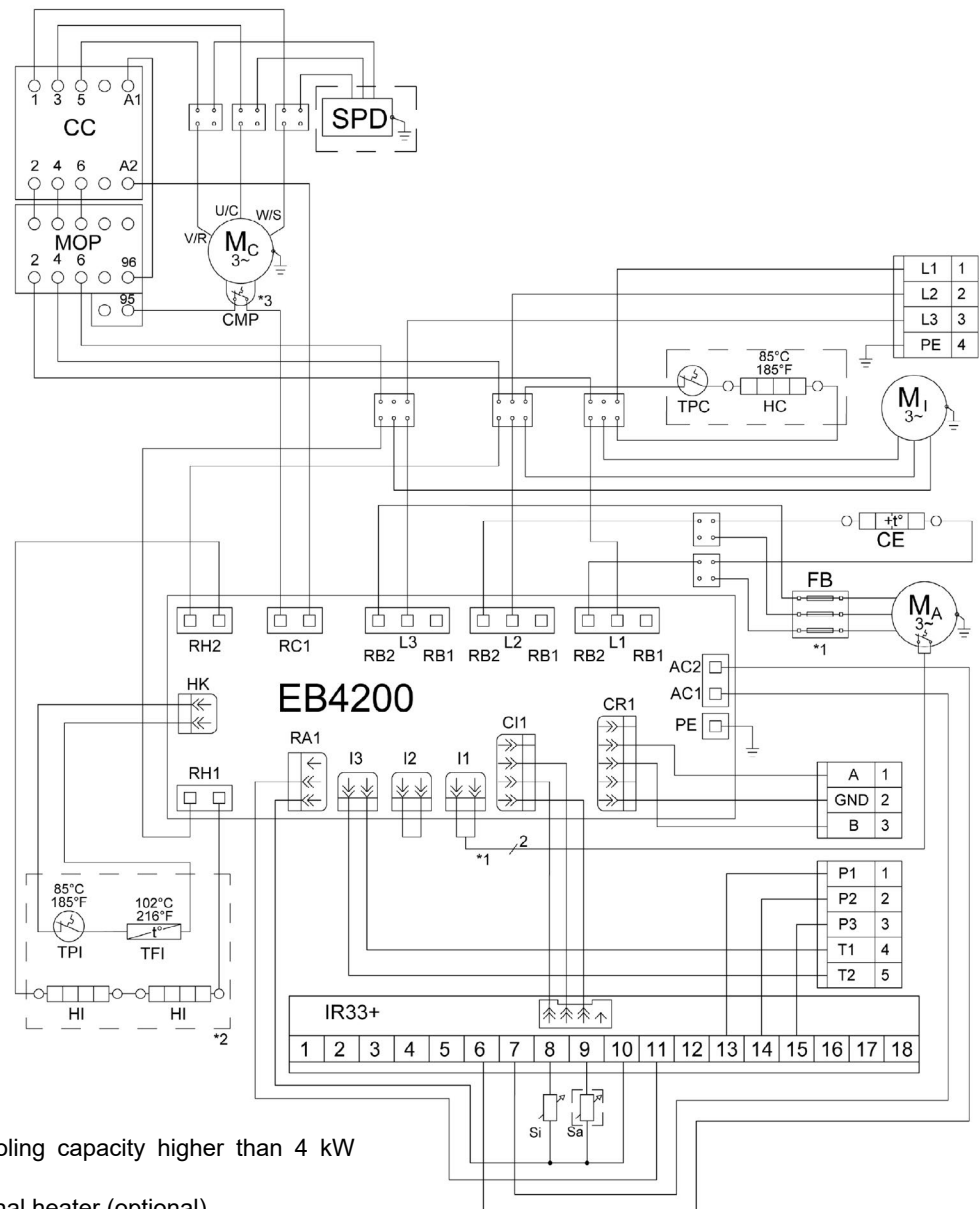 1 3 5 A1
CC
2 4 6 A2
SPD
MOP
2 4 6 96
95
U/C
V/R
W/S
MC
3~
*3
CMP
L1 1
L2 2
L3 3
PE 4
85°C
185°F
TPC
HC
MI
3~
+t°
CE
FB
*1
MA
3~
RH2
RC1
L3
RB2 RB1
L2
RB2 RB1
L1
RB2 RB1
AC2
AC1
PE
HK
EB4200
CI1
CR1
RA1
I3
I2
I1
RH1
*1
2
A 1
GND 2
B 3
P1 1
P2 2
P3 3
T1 4
T2 5
85°C
185°F
TPI
102°C
216°F
t°
TFI
HI
HI
*2
IR33+
1 2 3 4 5 6 7 8 9 10 11 12 13 14 15 16 17 18
Si
Sa
oling capacity higher than 4 kW
nal heater (optional)